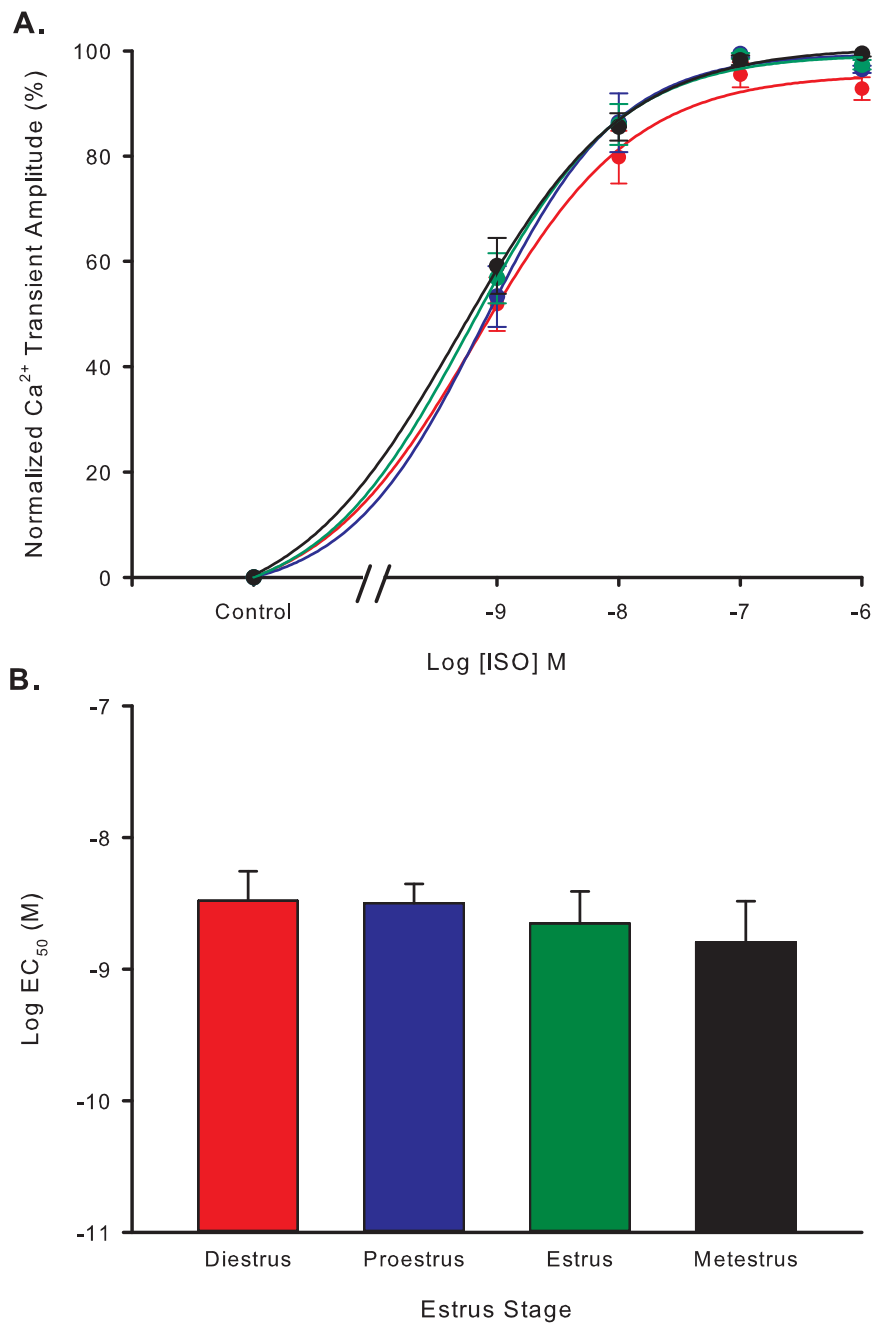 A.
Normalized Ca²⁺ Transient Amplitude (%)
100
80
60
40
20
0
Control
-9
-8
-7
-6
Log [ISO] M
B.
Log EC₅₀ (M)
-7
-8
-9
-10
-11
Diestrus
Proestrus
Estrus
Metestrus
Estrus Stage